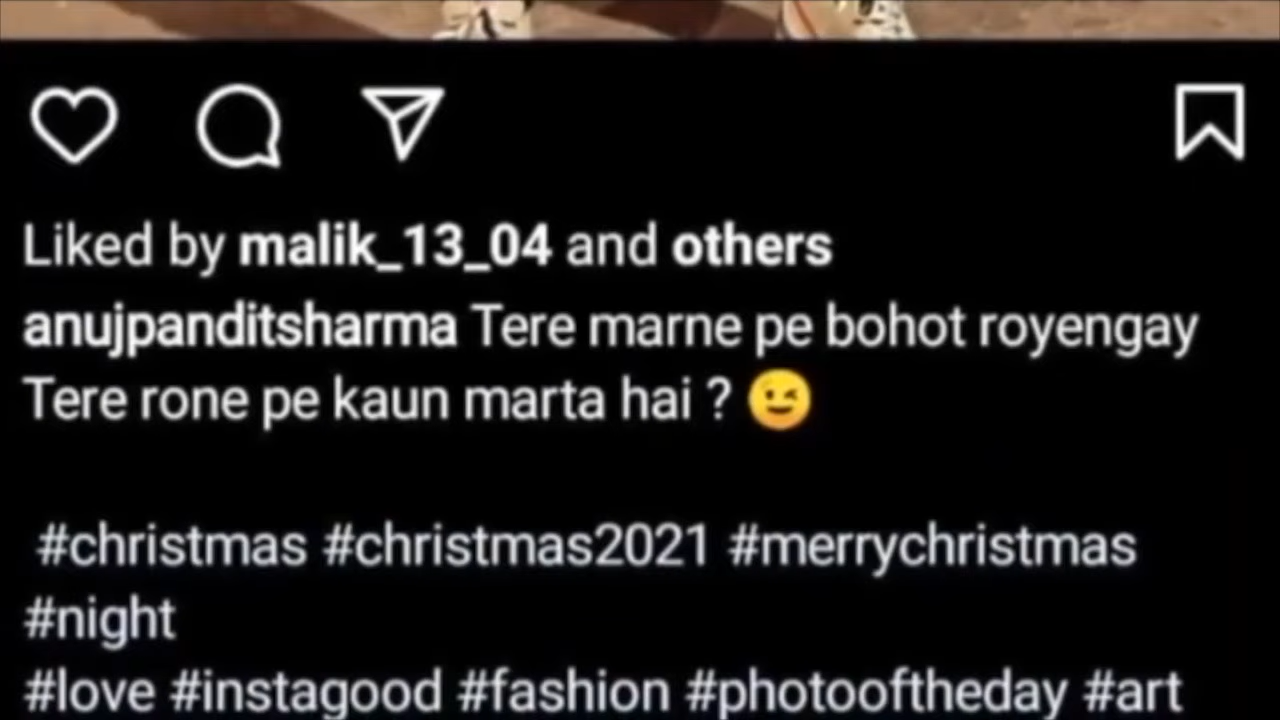 Liked by malik_13_04 and others
anujpanditsharma Tere marne pe bohot royengay
Tere rone pe kaun marta hai ? 😉
#christmas #christmas2021 #merrychristmas
#night
#love #instagood #fashion #photooftheday #art